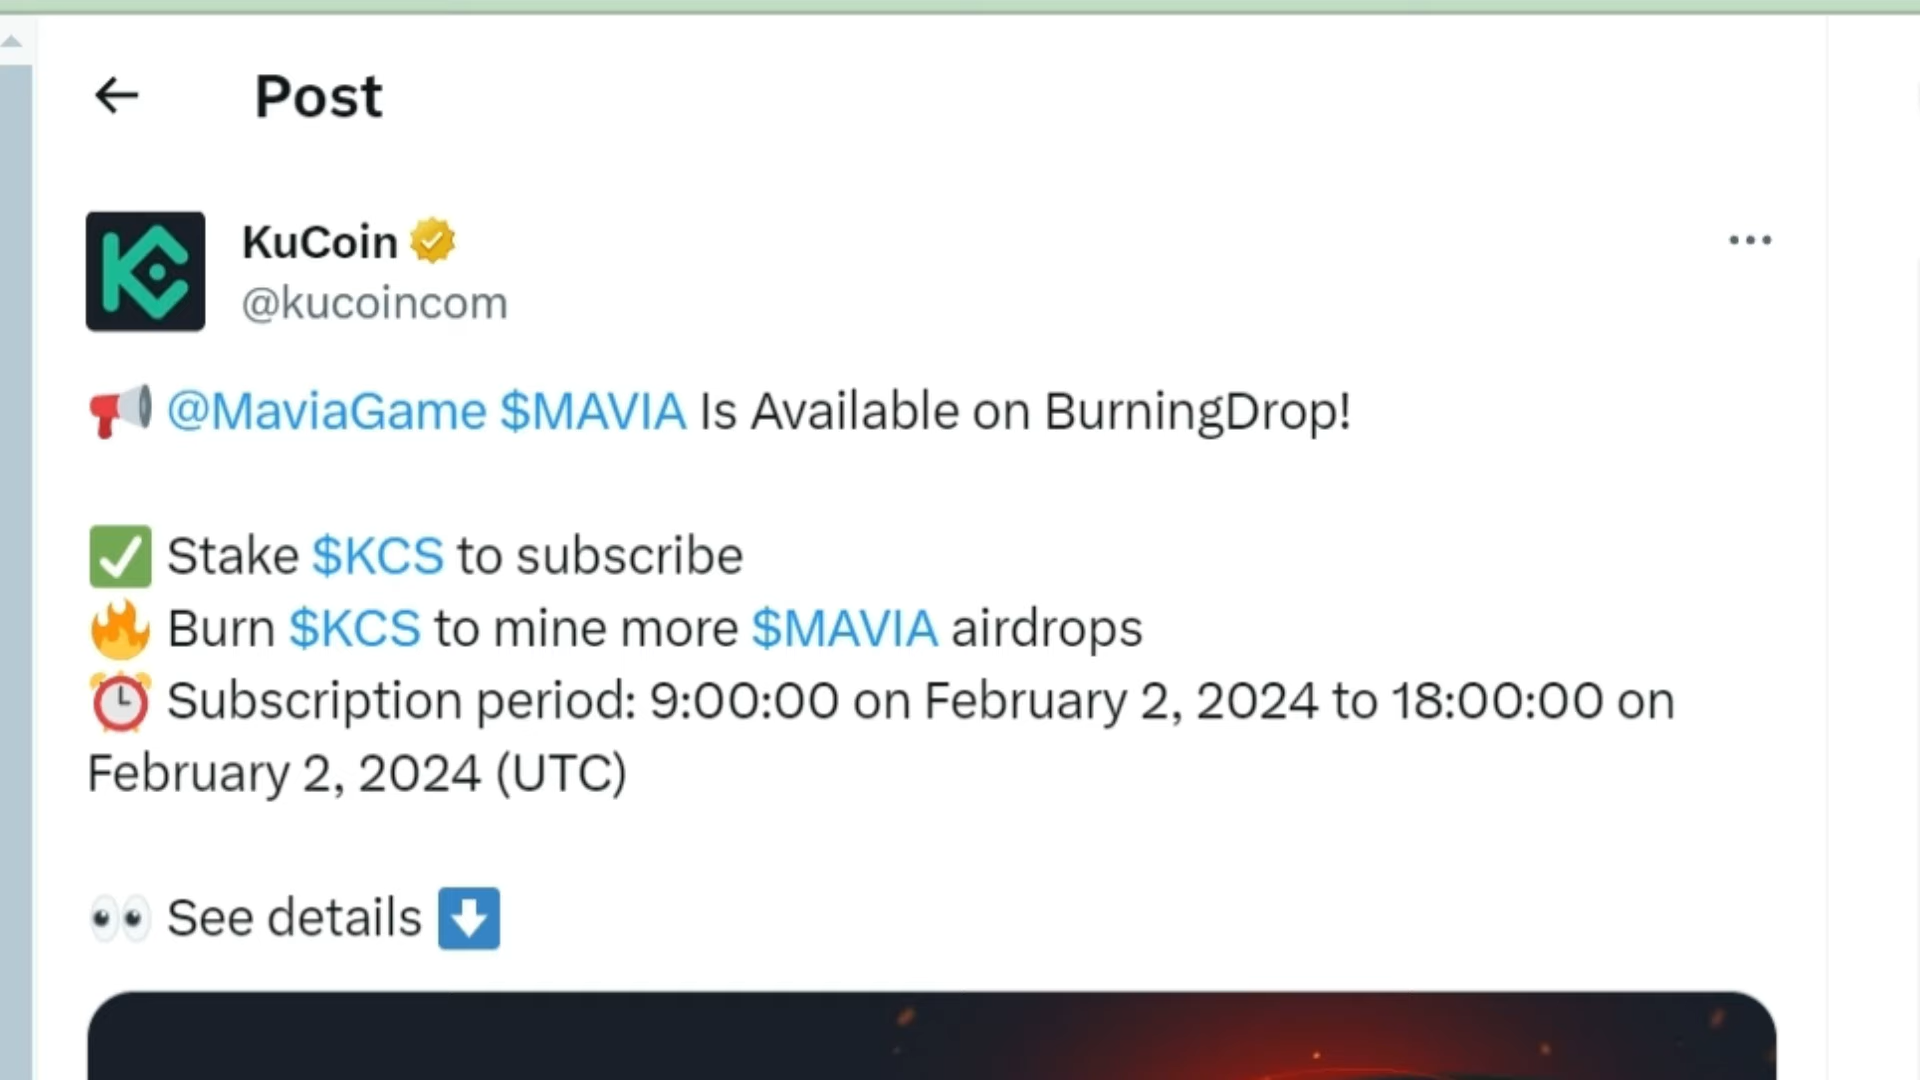 Post
KuCoin
@kucoincom
@MaviaGame $MAVIA Is Available on BurningDrop!
Stake $KCS to subscribe
Burn $KCS to mine more $MAVIA airdrops
Subscription period: 9:00:00 on February 2, 2024 to 18:00:00 on
February 2, 2024 (UTC)
See details